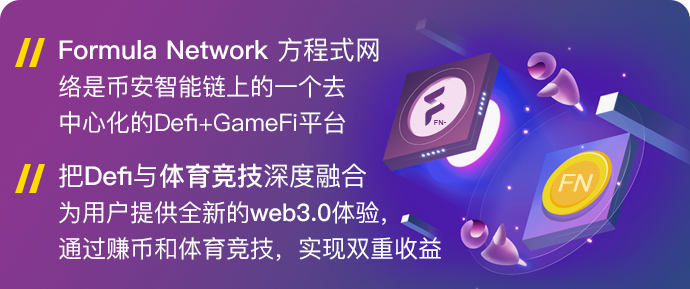 Formula Network 方程式网
络是币安智能链上的一个去
中心化的Defi+GameFi平台
把Defi与体育竞技深度融合
为用户提供全新的web3.0体验，
通过赚币和体育竞技，实现双重收益
FN-
FN